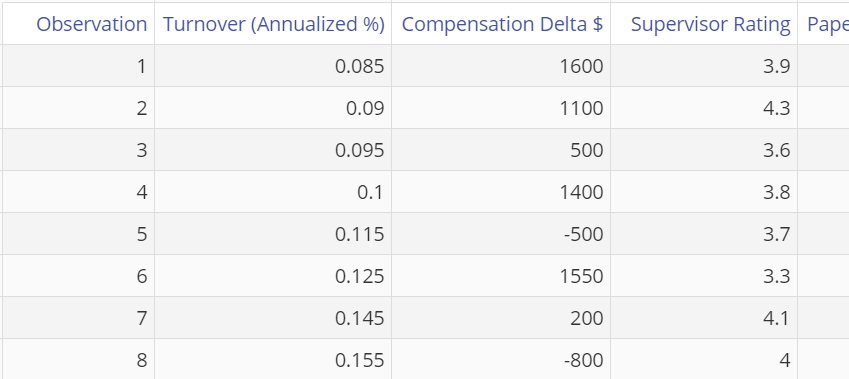 Observation Turnover (Annualized %) Compensation Delta $ Supervisor Rating Pape
1 0.085 1600 3.9
2 0.09 1100 4.3
3 0.095 500 3.6
4 0.1 1400 3.8
5 0.115 -500 3.7
6 0.125 1550 3.3
7 0.145 200 4.1
8 0.155 -800 4